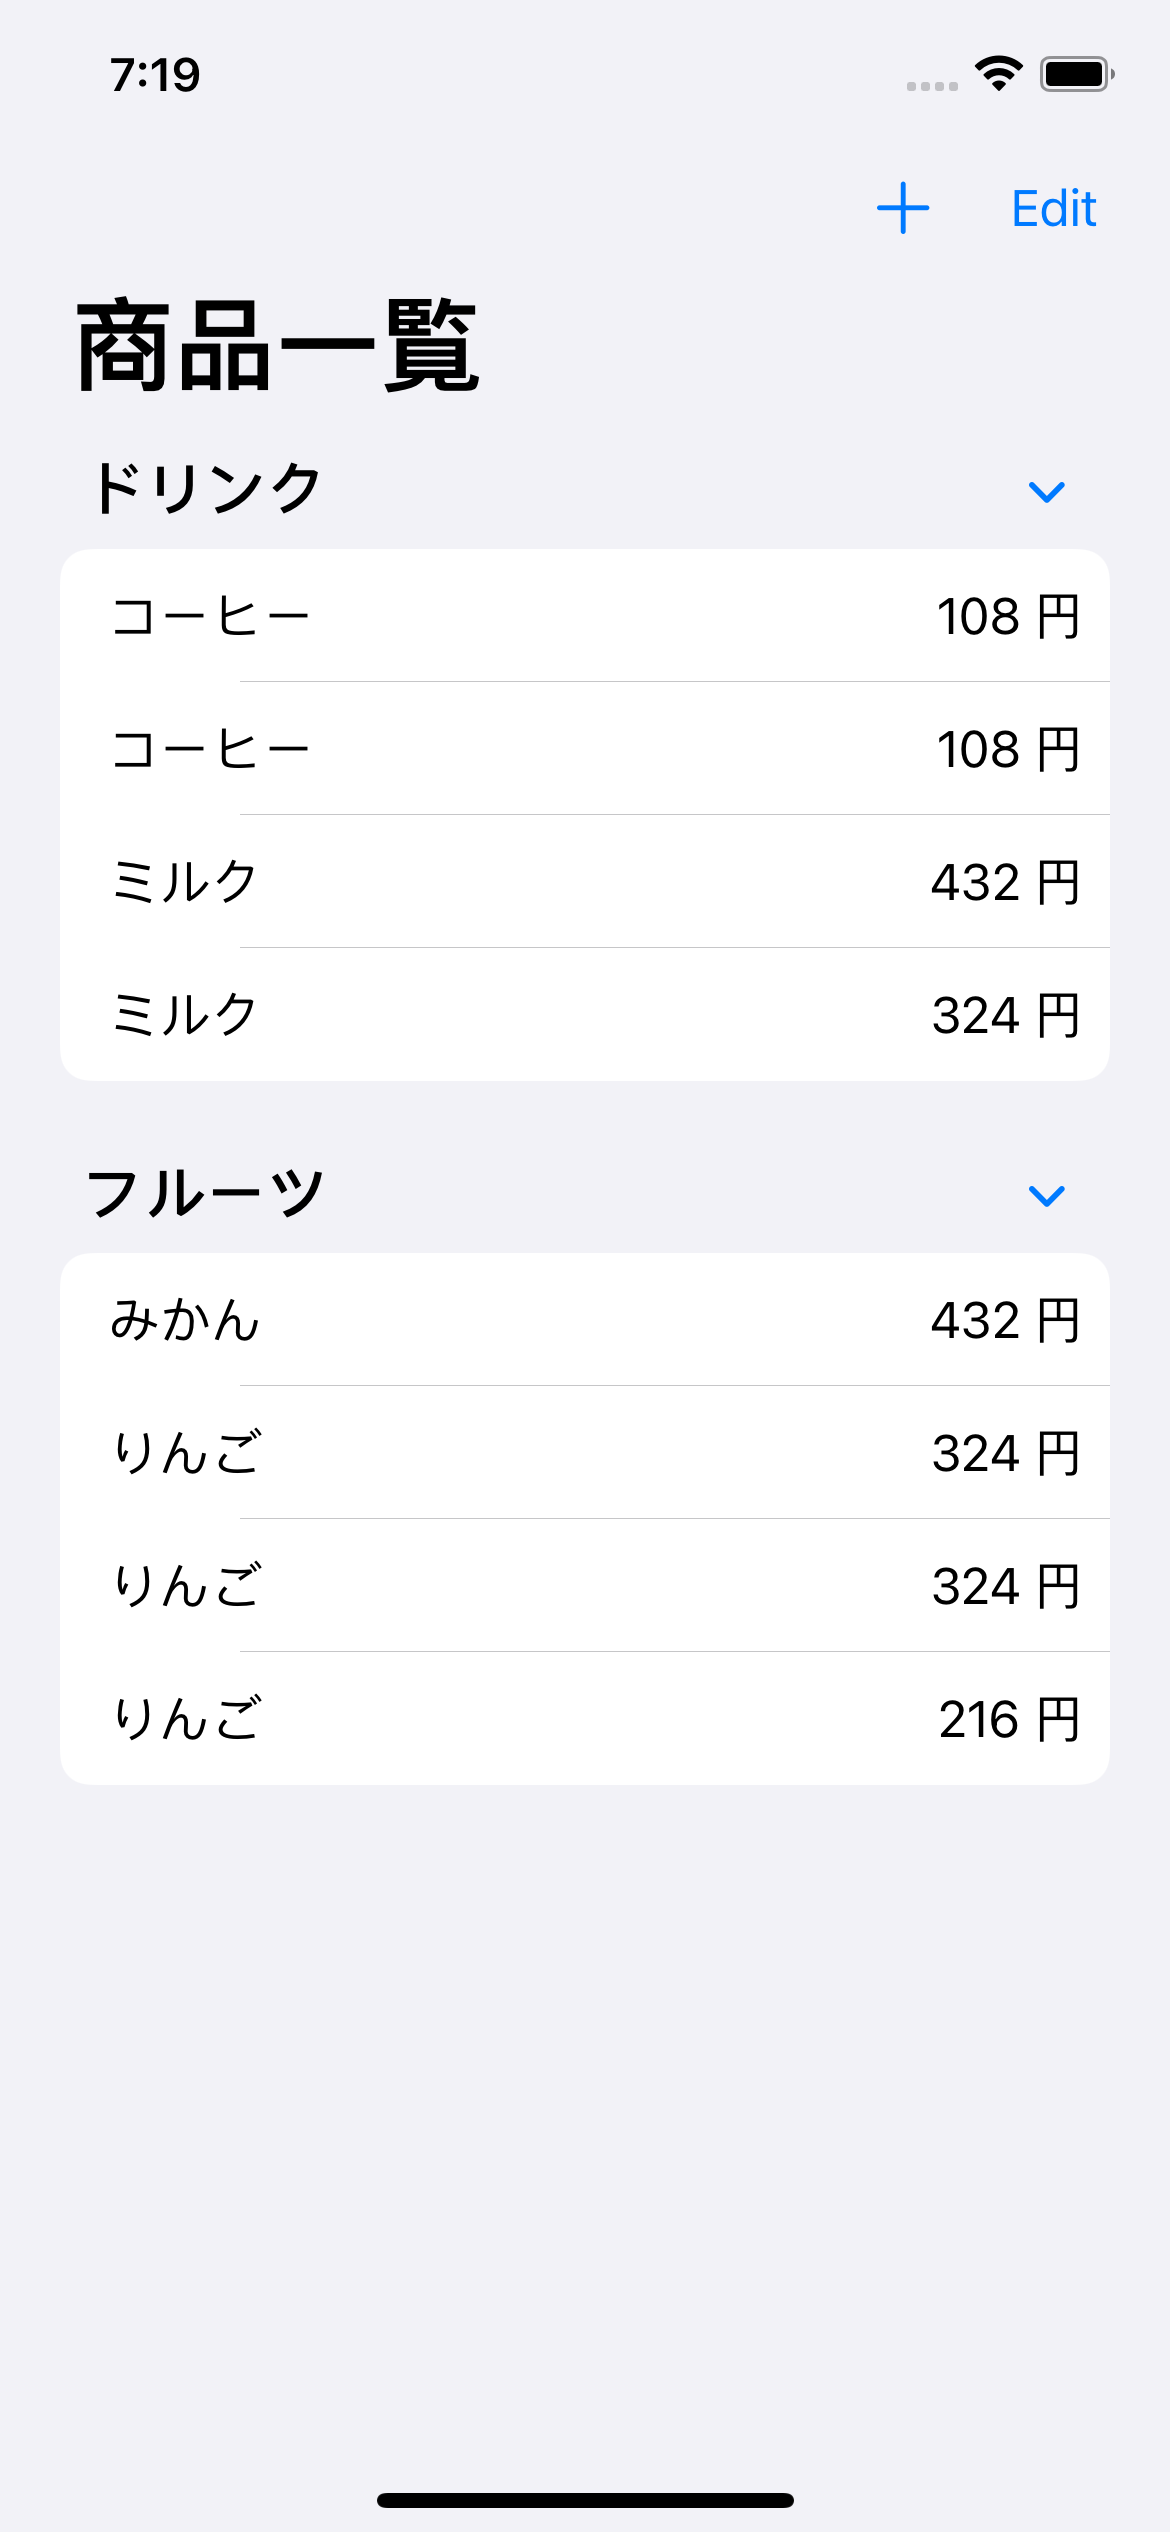 7:19
Edit
商品一覧
ドリンク
コーヒー 108 円
コーヒー 108 円
ミルク 432 円
ミルク 324 円
フルーツ
みかん 432 円
りんご 324 円
りんご 324 円
りんご 216 円